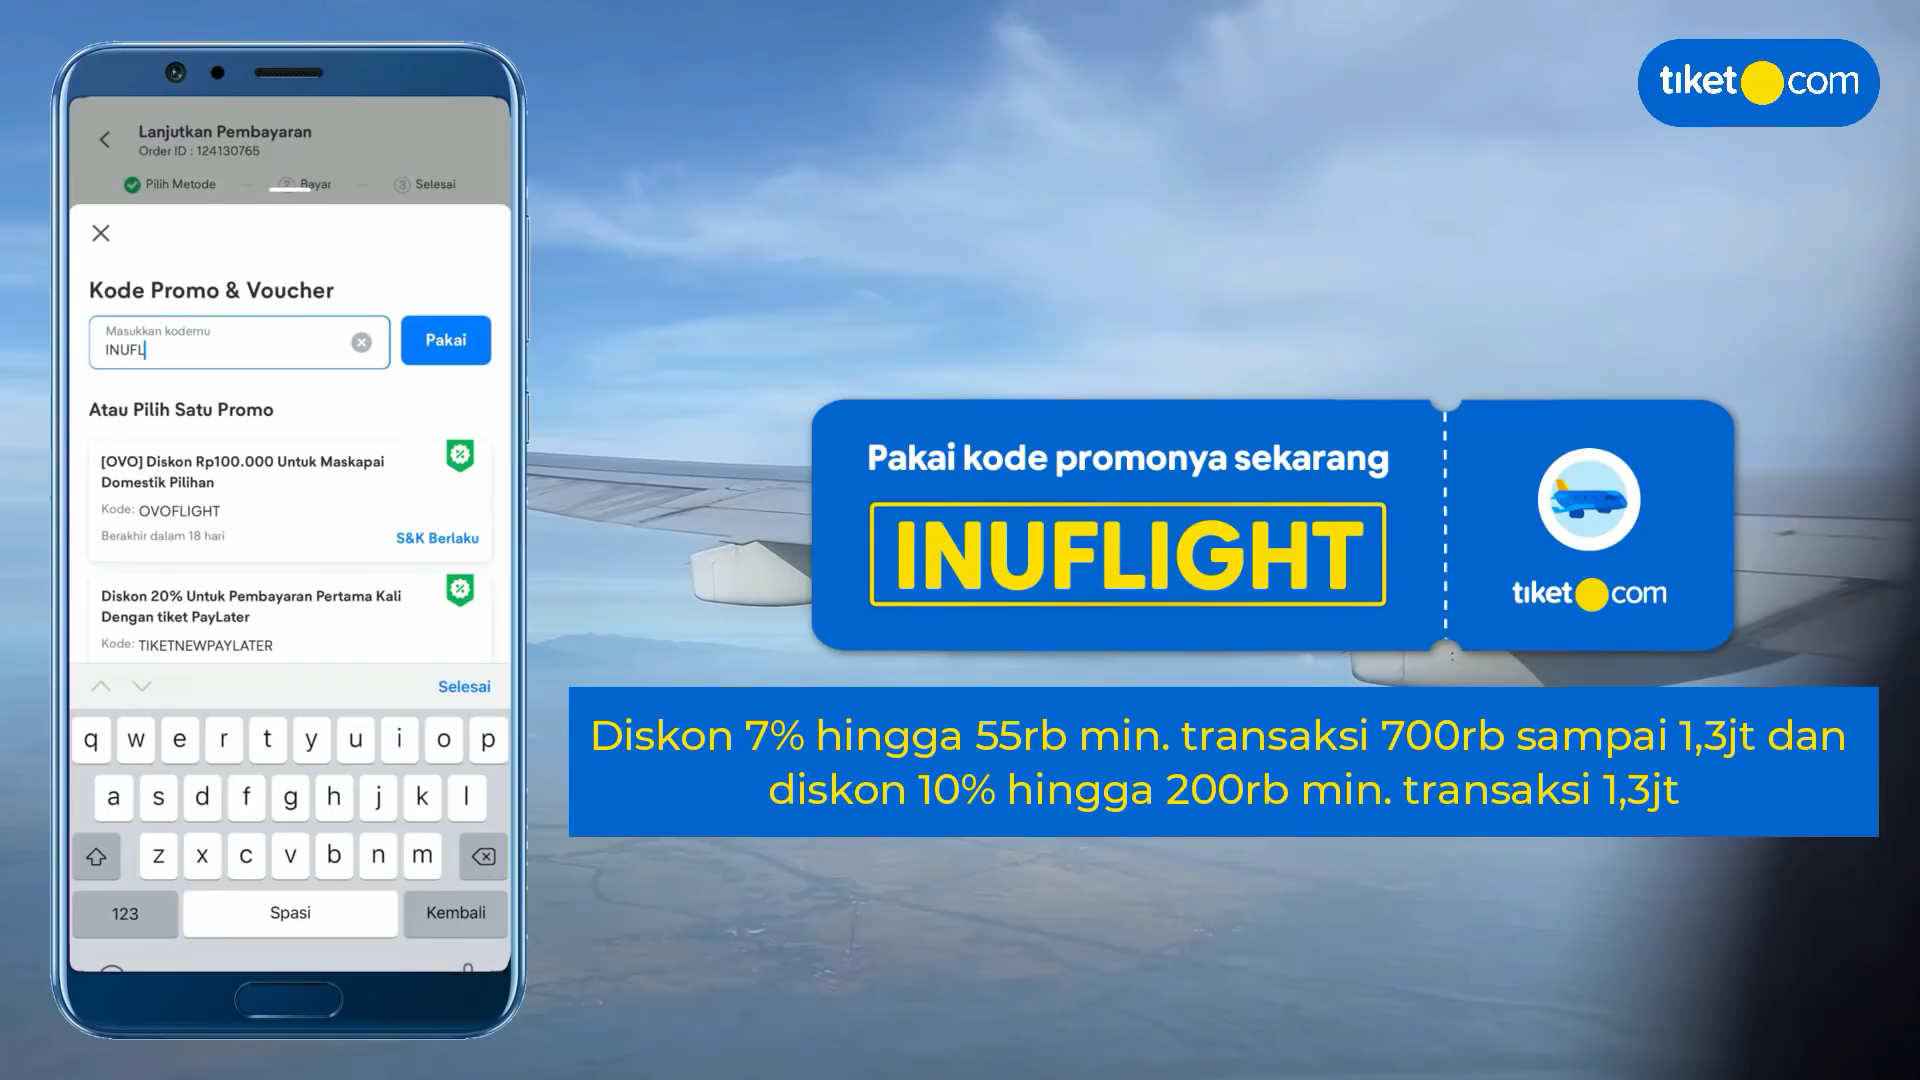 Lanjutkan Pembayaran
Order ID : 124130765
Pilih Metode
2 Bayar
3 Selesai
Kode Promo & Voucher
Masukkan kodemu
INUFL
Pakai
Atau Pilih Satu Promo
[OVO] Diskon Rp100.000 Untuk Maskapai
Domestik Pilihan
Kode: OVOFLIGHT
Berakhir dalam 18 hari
S&K Berlaku
Diskon 20% Untuk Pembayaran Pertama Kali
Dengan tiket PayLater
Kode: TIKETNEWPAYLATER
Selesai
q w e r t y u i o p
a s d f g h j k l
z x c v b n m
123 Spasi Kembali
tiket.com
Pakai kode promonya sekarang
INUFLIGHT
tiket.com
Diskon 7% hingga 55rb min. transaksi 700rb sampai 1,3jt dan
diskon 10% hingga 200rb min. transaksi 1,3jt